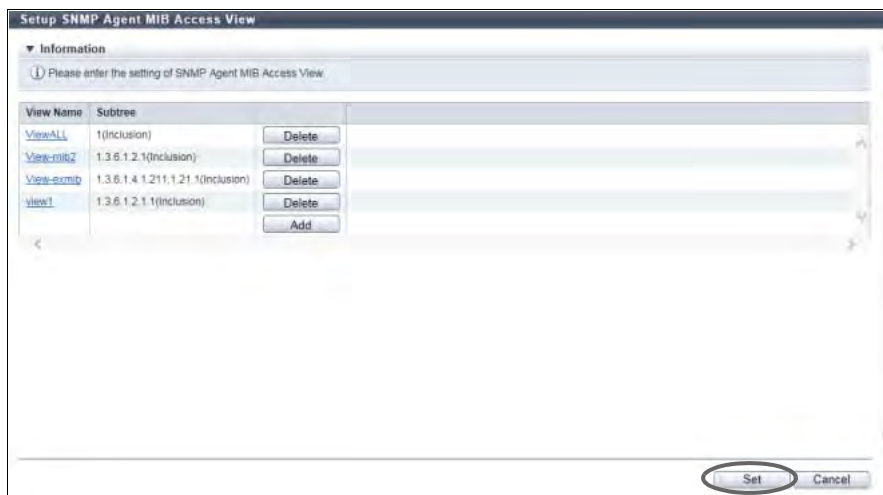 Setup SNMP Agent MIB Access View
▼ Information
Please enter the setting of SNMP Agent MIB Access View.
View Name Subtree
ViewALL 1(Inclusion) Delete
View-mib2 1.3.6.1.2.1(Inclusion) Delete
View-exmib 1.3.6.1.4.1.211.1.21.1(Inclusion) Delete
view1 1.3.6.1.2.1.1(Inclusion) Delete
Add
Set Cancel